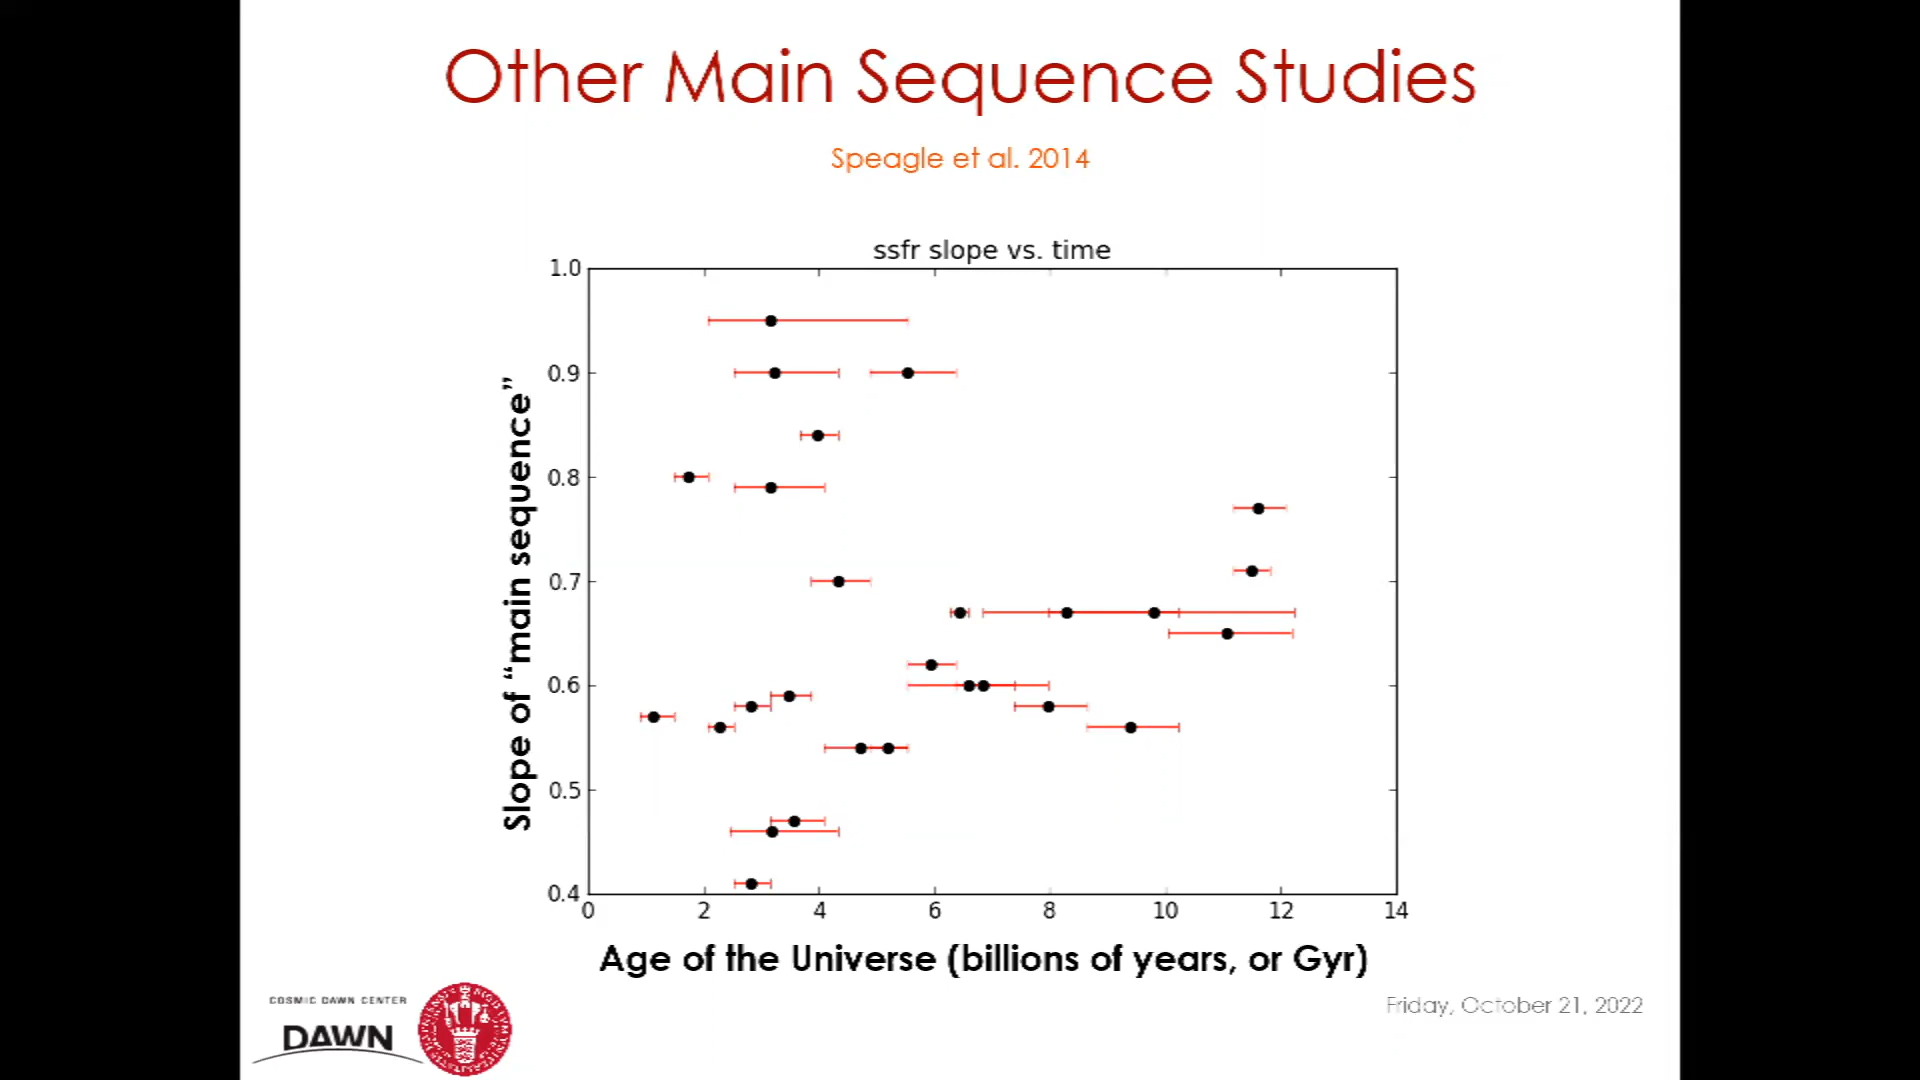 Other Main Sequence Studies
Speagle et al. 2014
ssfr slope vs. time
Slope of “main sequence”
1.0
0.9
0.8
0.7
0.6
0.5
0.4
0 2 4 6 8 10 12 14
Age of the Universe (billions of years, or Gyr)
COSMIC DAWN CENTER
DAWN
Friday, October 21, 2022